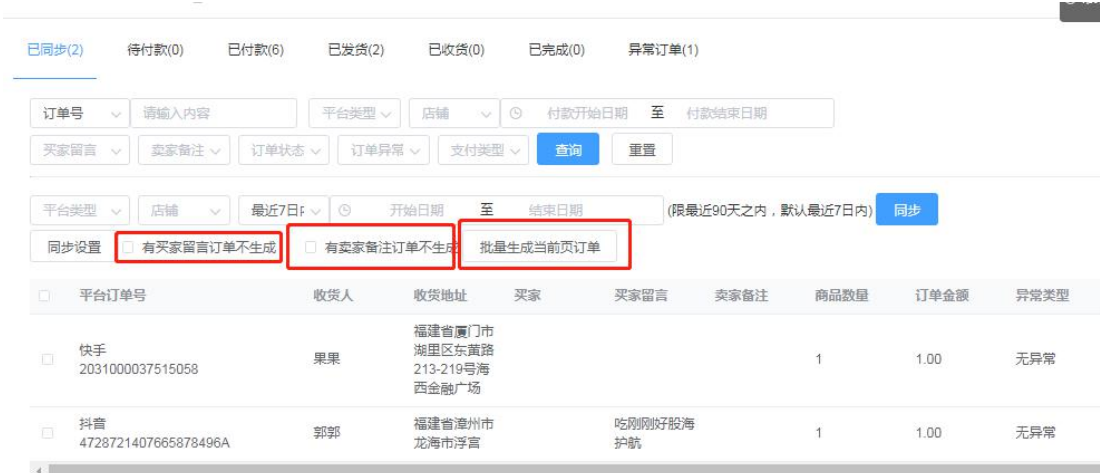 已同步(2) 待付款(0) 已付款(6) 已发货(2) 已收货(0) 已完成(0) 异常订单(1)
订单号 请输入内容 平台类型 店铺 付款开始日期 至 付款结束日期
买家留言 卖家备注 订单状态 订单异常 支付类型 查询 重置
平台类型 店铺 最近7日 开始日期 至 结束日期 (限最近90天之内，默认最近7日内) 同步
同步设置 有买家留言订单不生成 有卖家备注订单不生成 批量生成当前页订单
平台订单号 收货人 收货地址 买家 买家留言 卖家备注 商品数量 订单金额 异常类型
快手
2031000037515058
果果
福建省厦门市
湖里区东黄路
213-219号海
西金融广场
1 1.00 无异常
抖音
4728721407665878496A
郭郭
福建省漳州市
龙海市浮宫
吃刚刚好股海
护航
1 1.00 无异常